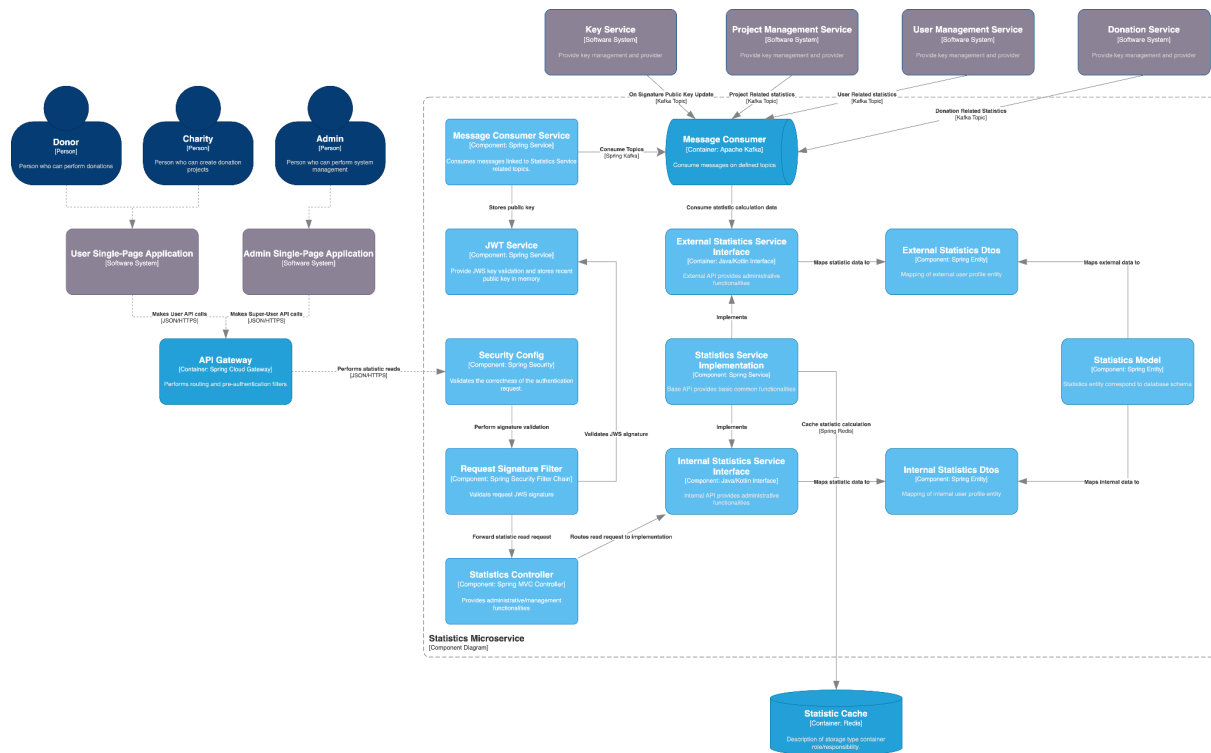 Key Service
[Software System]
Provide key management and provider
Project Management Service
[Software System]
Provide key management and provider
User Management Service
[Software System]
Provide key management and provider
Donation Service
[Software System]
Provide key management and provider
On Signature Public Key Update
[Kafka Topic]
Project Related statistics
[Kafka Topic]
User Related statistics
[Kafka Topic]
Donation Related Statistics
[Kafka Topic]
Donor
[Person]
Person who can perform donations
Charity
[Person]
Person who can create donation
projects
Admin
[Person]
Person who can perform system
management
Message Consumer Service
[Component: Spring Service]
Consumes messages linked to Statistics Service
related topics.
Consume Topics
[Spring Kafka]
Message Consumer
[Container: Apache Kafka]
Consume messages on defined topics
Stores public key
Consume statistic calculation data
User Single-Page Application
[Software System]
Admin Single-Page Application
[Software System]
JWT Service
[Component: Spring Service]
Provide JWS key validation and stores recent
public key in memory
External Statistics Service
Interface
[Container: Java/Kotlin Interface]
External API provides administrative
functionalities
Maps statistic data to
External Statistics Dtos
[Component: Spring Entity]
Mapping of external user profile entity
Maps external data to
Makes User API calls
[JSON/HTTPS]
Makes Super-User API calls
[JSON/HTTPS]
Implements
API Gateway
[Container: Spring Cloud Gateway]
Performs routing and pre-authentication filters
Performs statistic reads
[JSON/HTTPS]
Security Config
[Component: Spring Security]
Validates the correctness of the authentication
request.
Statistics Service
Implementation
[Component: Spring Service]
Base API provides bases common functionalities
Statistics Model
[Component: Spring Entity]
Statistics entity correspond to database schema
Perform signature validation
Validates JWS signature
Implements
Cache statistic calculation
[Spring Redis]
Request Signature Filter
[Component: Spring Security Filter Chain]
Validate request JWS signature
Internal Statistics Service
Interface
[Component: Java/Kotlin Interface]
Internal API provides administrative
functionalities
Maps statistic data to
Internal Statistics Dtos
[Component: Spring Entity]
Mapping of internal user profile entity
Maps Internal data to
Forward statistic read request
Routes read request to implementation
Statistics Controller
[Component: Spring MVC Controller]
Provides administrative/management
functionalities
Statistics Microservice
[Component Diagram]
Statistic Cache
[Container: Redis]
Description of storage type container
role/responsibility.